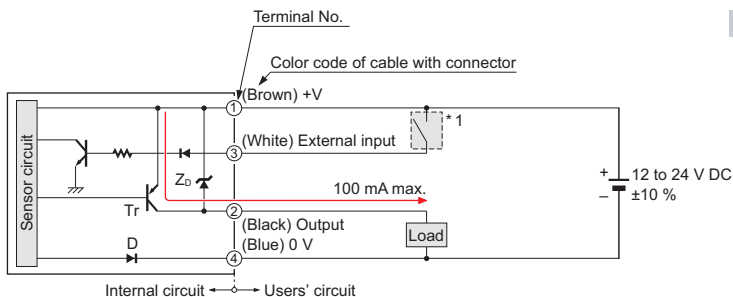 Terminal No.
Color code of cable with connector
1 (Brown) +V
* 1
3 (White) External input
Sensor circuit
ZD
100 mA max.
+ 12 to 24 V DC
– ±10 %
Tr
2
(Black) Output
Load
(Blue) 0 V
D
4
Internal circuit
Users' circuit